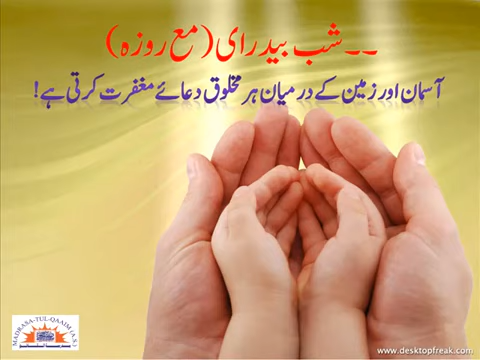 ۔۔شب بیدرای (مع روزہ)
آسمان اور زمین کے درمیان ہر مخلوق دعائے مغفرت کرتی ہے!
MADRASA-TUL-QAAIM (A.S.)
www.desktopfreak.com